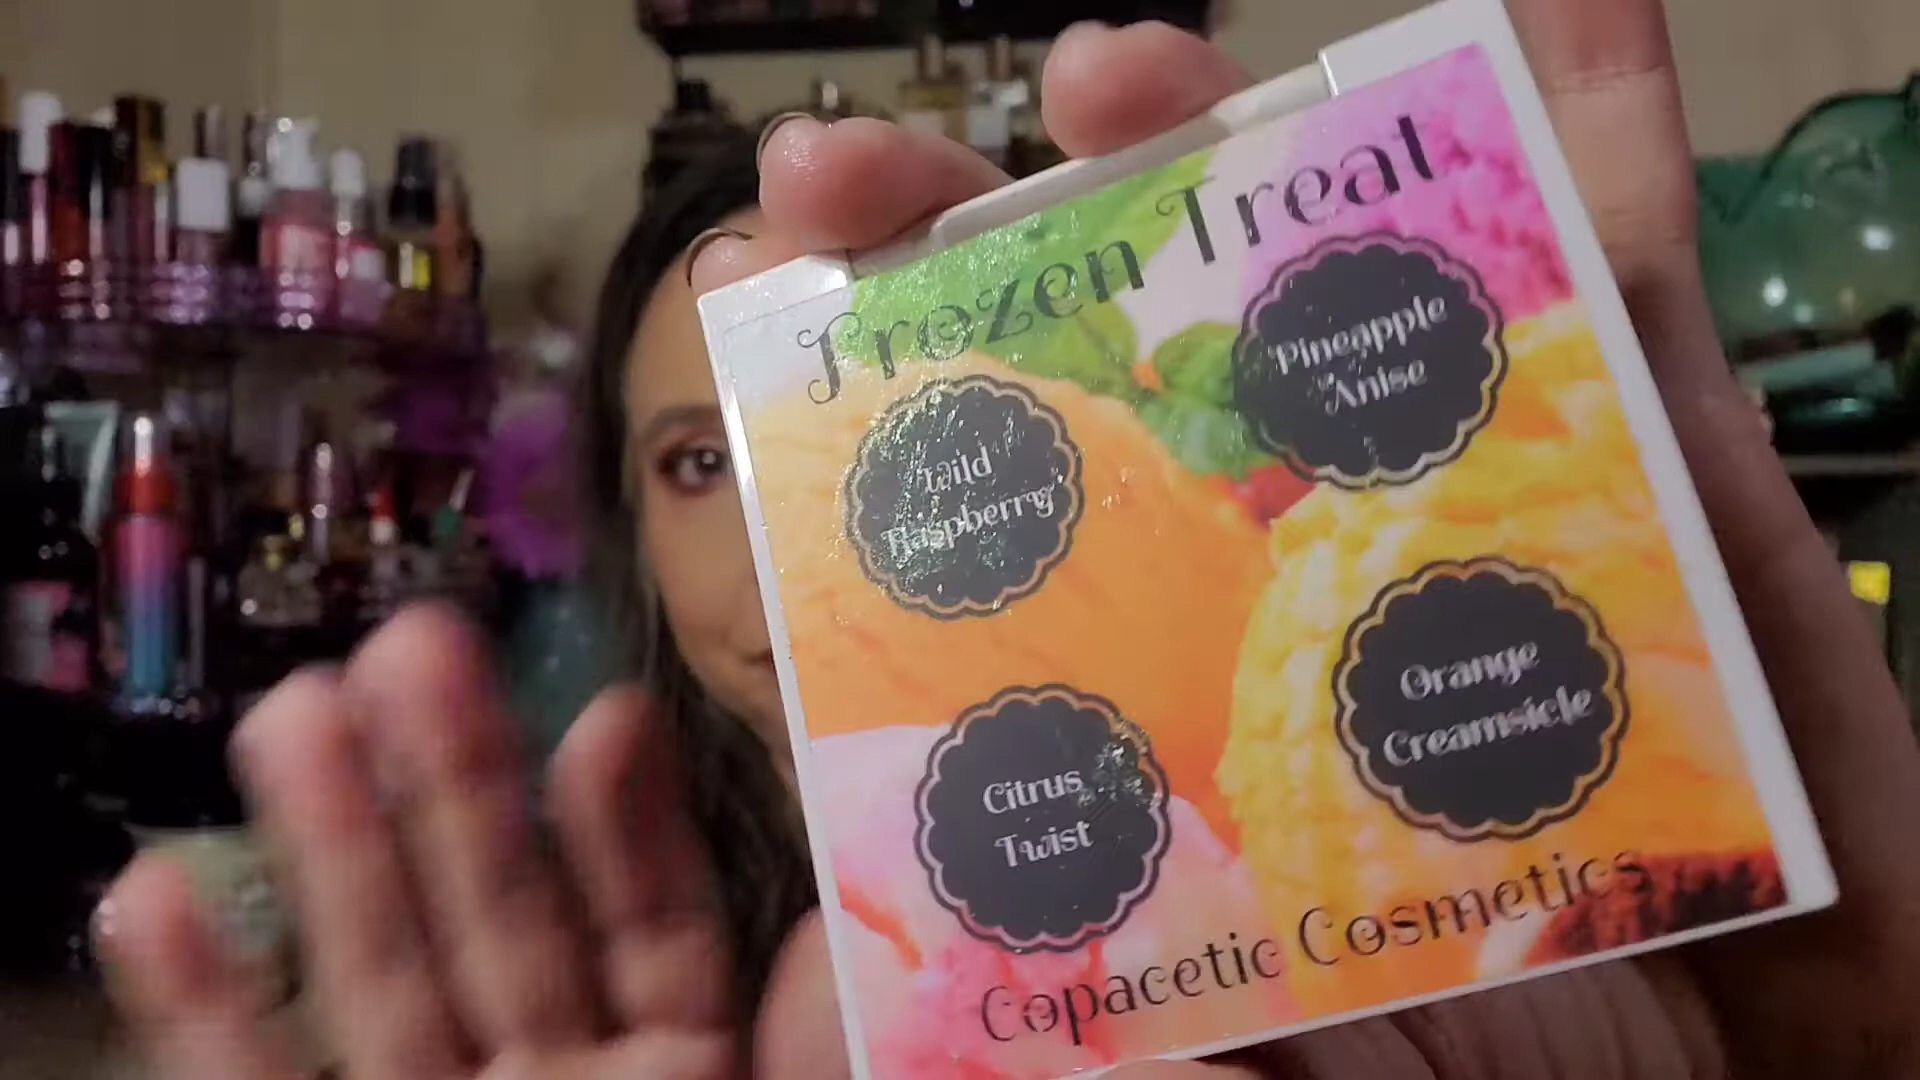 Frozen Treat
Wild
Raspberry
Pineapple
Anise
Citrus
Twist
Orange
Creamsicle
Copacetic Cosmetics